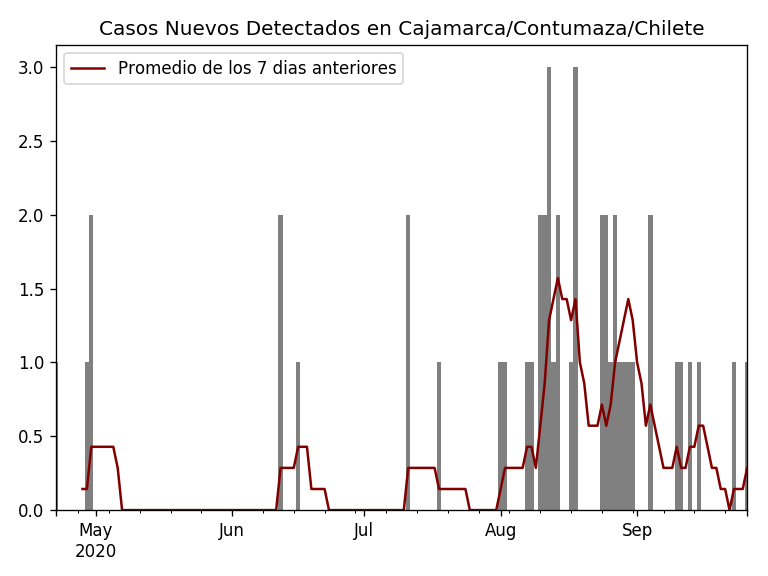 Casos Nuevos Detectados en Cajamarca/Contumaza/Chilete
Promedio de los 7 dias anteriores
3.0
2.5
2.0
1.5
1.0
0.5
0.0
May Jun Jul Aug Sep
2020